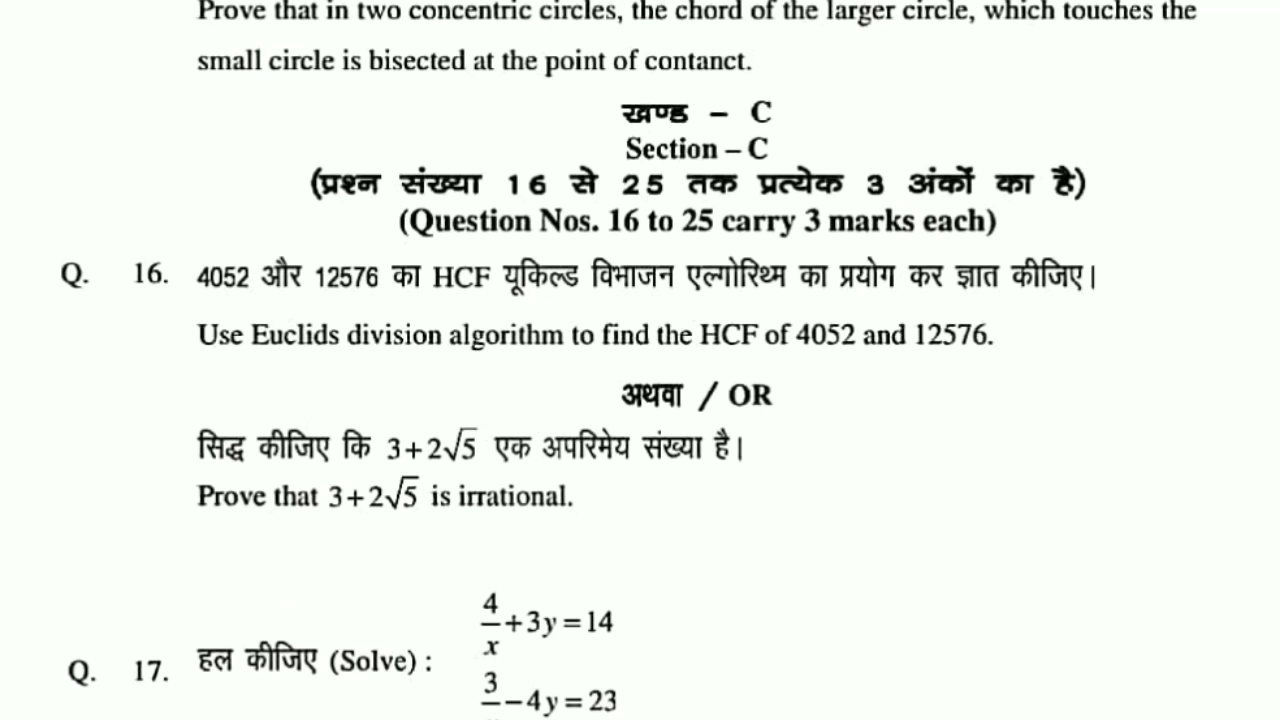 Prove that in two concentric circles, the chord of the larger circle, which touches the
small circle is bisected at the point of contanct.
खण्ड – C
Section – C
(प्रश्न संख्या 16 से 25 तक प्रत्येक 3 अंकों का है)
(Question Nos. 16 to 25 carry 3 marks each)
Q. 16. 4052 और 12576 का HCF यूकिल्ड विभाजन एल्गोरिथ्म का प्रयोग कर ज्ञात कीजिए।
Use Euclids division algorithm to find the HCF of 4052 and 12576.
अथवा / OR
सिद्ध कीजिए कि 3+2√5 एक अपरिमेय संख्या है।
Prove that 3+2√5 is irrational.
4/x+3y=14
Q. 17. हल कीजिए (Solve) :
3/ −4y=23